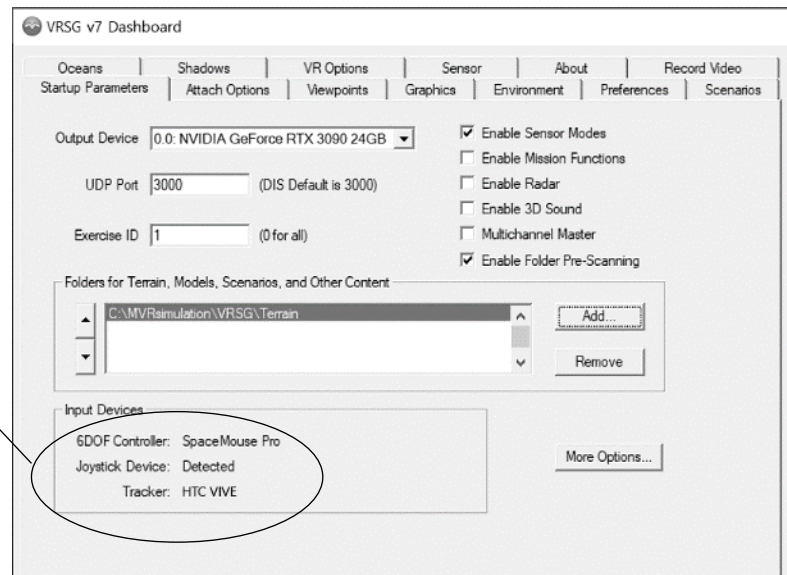 VRSG v7 Dashboard
Oceans Shadows VR Options Sensor About Record Video
Startup Parameters Attach Options Viewpoints Graphics Environment Preferences Scenarios
Output Device 0.0: NVIDIA GeForce RTX 3090 24GB
UDP Port 3000 (DIS Default is 3000)
Exercise ID 1 (0 for all)
Enable Sensor Modes
Enable Mission Functions
Enable Radar
Enable 3D Sound
Multichannel Master
Enable Folder Pre-Scanning
Folders for Terrain, Models, Scenarios, and Other Content
C:\MVRsimulation\VRSG\Terrain
Add...
Remove
Input Devices
6DOF Controller: SpaceMouse Pro
Joystick Device: Detected
Tracker: HTC VIVE
More Options...